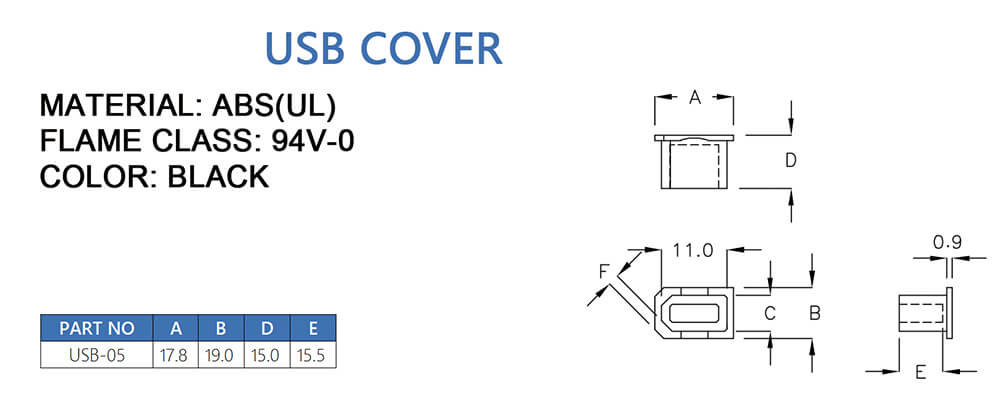 USB COVER
MATERIAL: ABS(UL)
FLAME CLASS: 94V-0
COLOR: BLACK
A
D
11.0
F
C
B
0.9
E
PART NO A B D E
USB-05 17.8 19.0 15.0 15.5